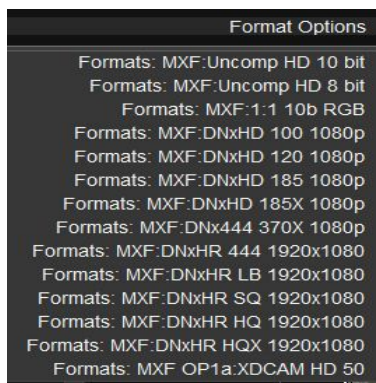 Format Options
Formats: MXF:Uncomp HD 10 bit
Formats: MXF:Uncomp HD 8 bit
Formats: MXF:1:1 10b RGB
Formats: MXF:DNxHD 100 1080p
Formats: MXF:DNxHD 120 1080p
Formats: MXF:DNxHD 185 1080p
Formats: MXF:DNxHD 185X 1080p
Formats: MXF:DNx444 370X 1080p
Formats: MXF:DNxHR 444 1920x1080
Formats: MXF:DNxHR LB 1920x1080
Formats: MXF:DNxHR SQ 1920x1080
Formats: MXF:DNxHR HQ 1920x1080
Formats: MXF:DNxHR HQX 1920x1080
Formats: MXF OP1a:XDCAM HD 50